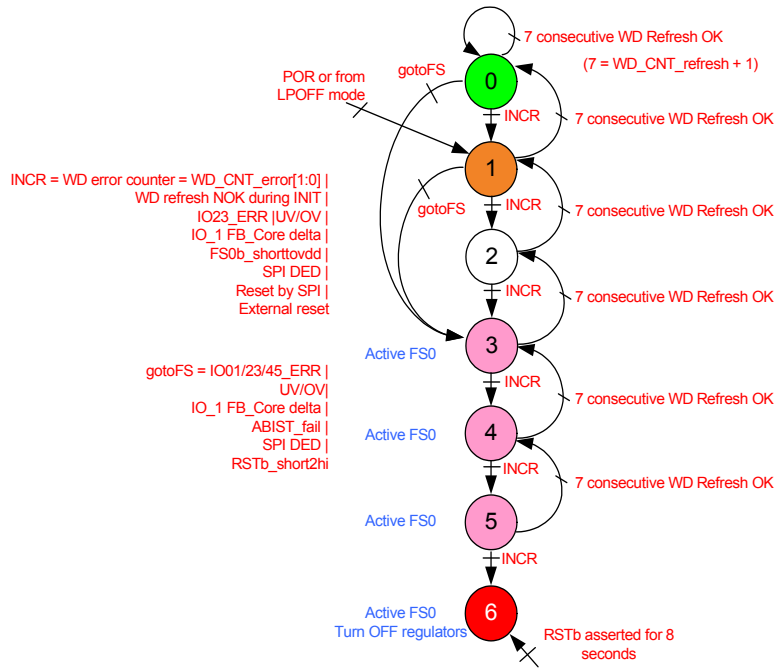 7 consecutive WD Refresh OK
(7 = WD_CNT_refresh + 1)
gotoFS
0
POR or from
LPOFF mode
INCR
7 consecutive WD Refresh OK
1
INCR = WD error counter = WD_CNT_error[1:0] |
WD refresh NOK during INIT |
IO23_ERR |UV/OV |
IO_1 FB_Core delta |
FS0b_shorttovdd |
SPI DED |
Reset by SPI |
External reset
gotoFS
INCR
7 consecutive WD Refresh OK
2
INCR
7 consecutive WD Refresh OK
3
Active FS0
gotoFS = IO01/23/45_ERR |
UV/OV|
IO_1 FB_Core delta |
ABIST_fail |
SPI DED |
RSTb_short2hi
INCR
7 consecutive WD Refresh OK
4
Active FS0
INCR
7 consecutive WD Refresh OK
5
Active FS0
INCR
6
Active FS0
Turn OFF regulators
RSTb asserted for 8
seconds